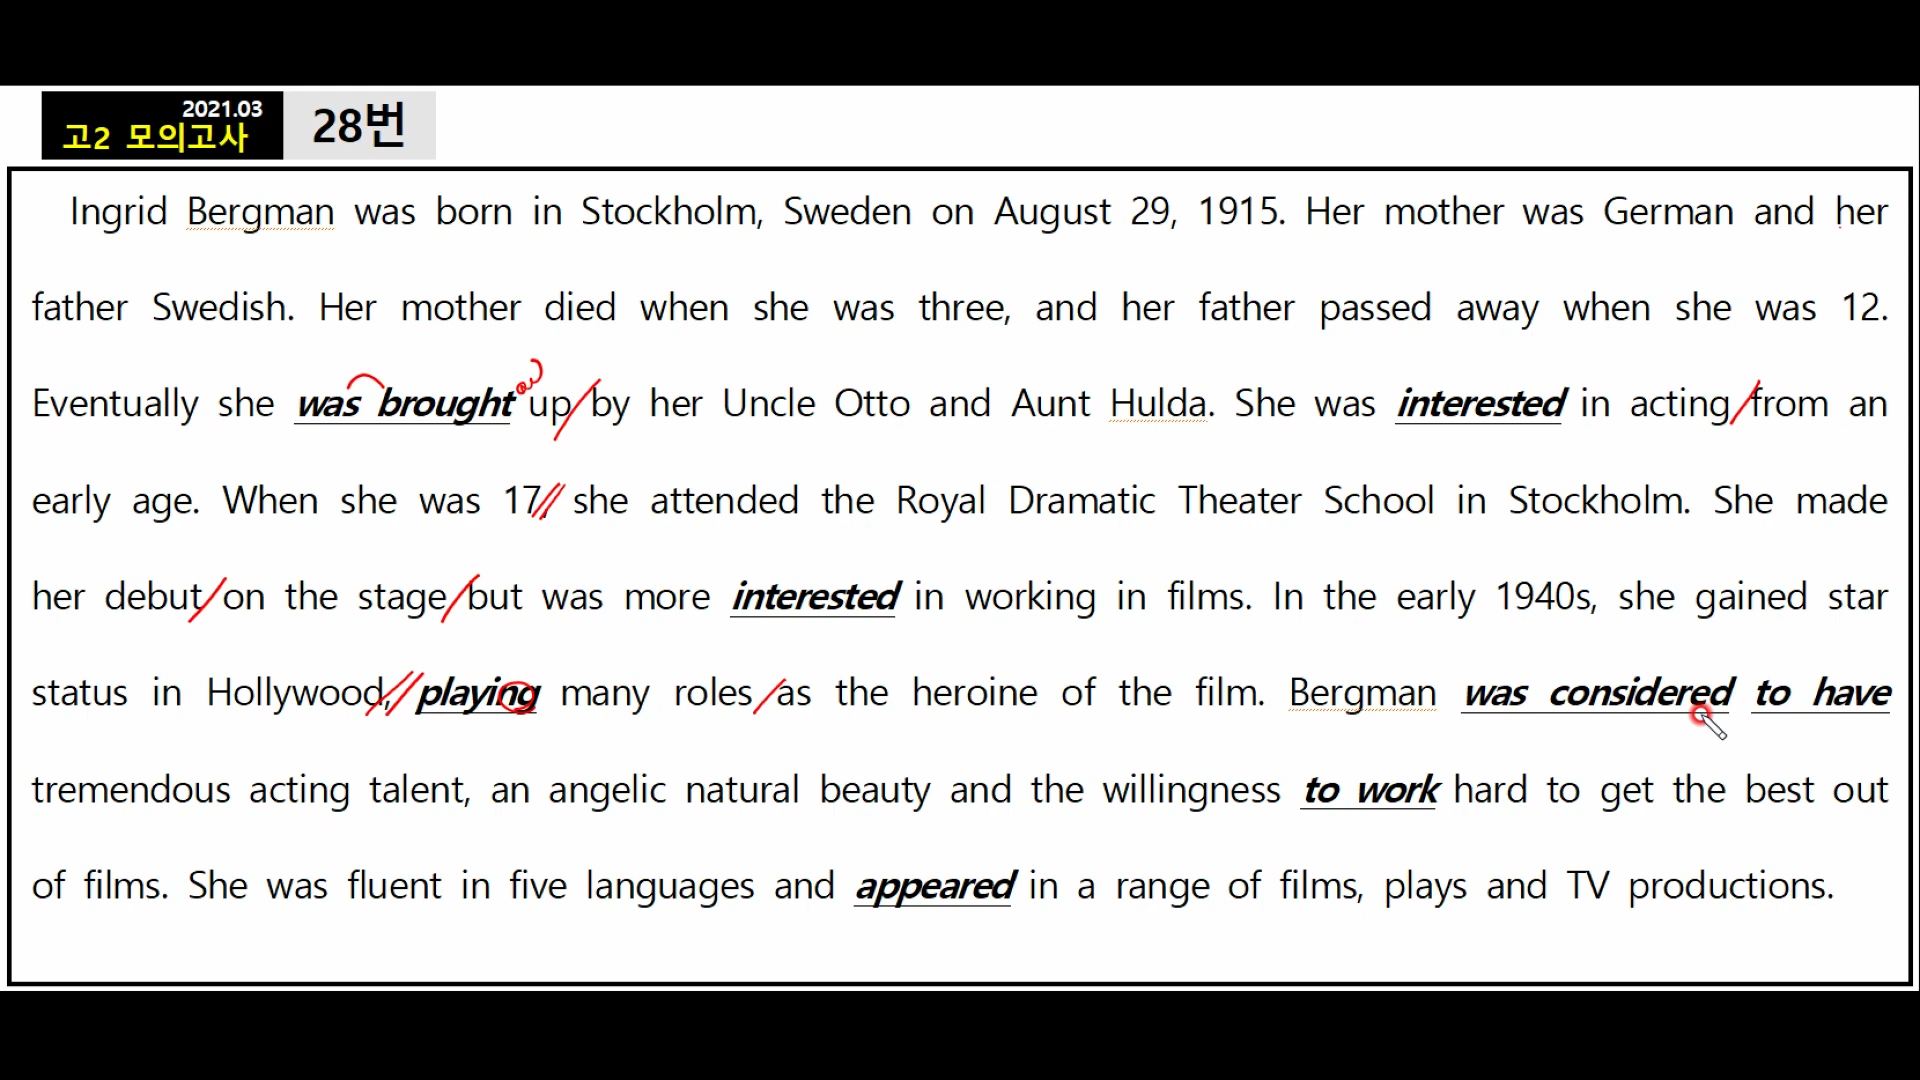 2021.03
고2 모의고사
28번
Ingrid Bergman was born in Stockholm, Sweden on August 29, 1915. Her mother was German and her
father Swedish. Her mother died when she was three, and her father passed away when she was 12.
Eventually she was brought up by her Uncle Otto and Aunt Hulda. She was interested in acting from an
early age. When she was 17, she attended the Royal Dramatic Theater School in Stockholm. She made
her debut on the stage but was more interested in working in films. In the early 1940s, she gained star
status in Hollywood, playing many roles as the heroine of the film. Bergman was considered to have
tremendous acting talent, an angelic natural beauty and the willingness to work hard to get the best out
of films. She was fluent in five languages and appeared in a range of films, plays and TV productions.